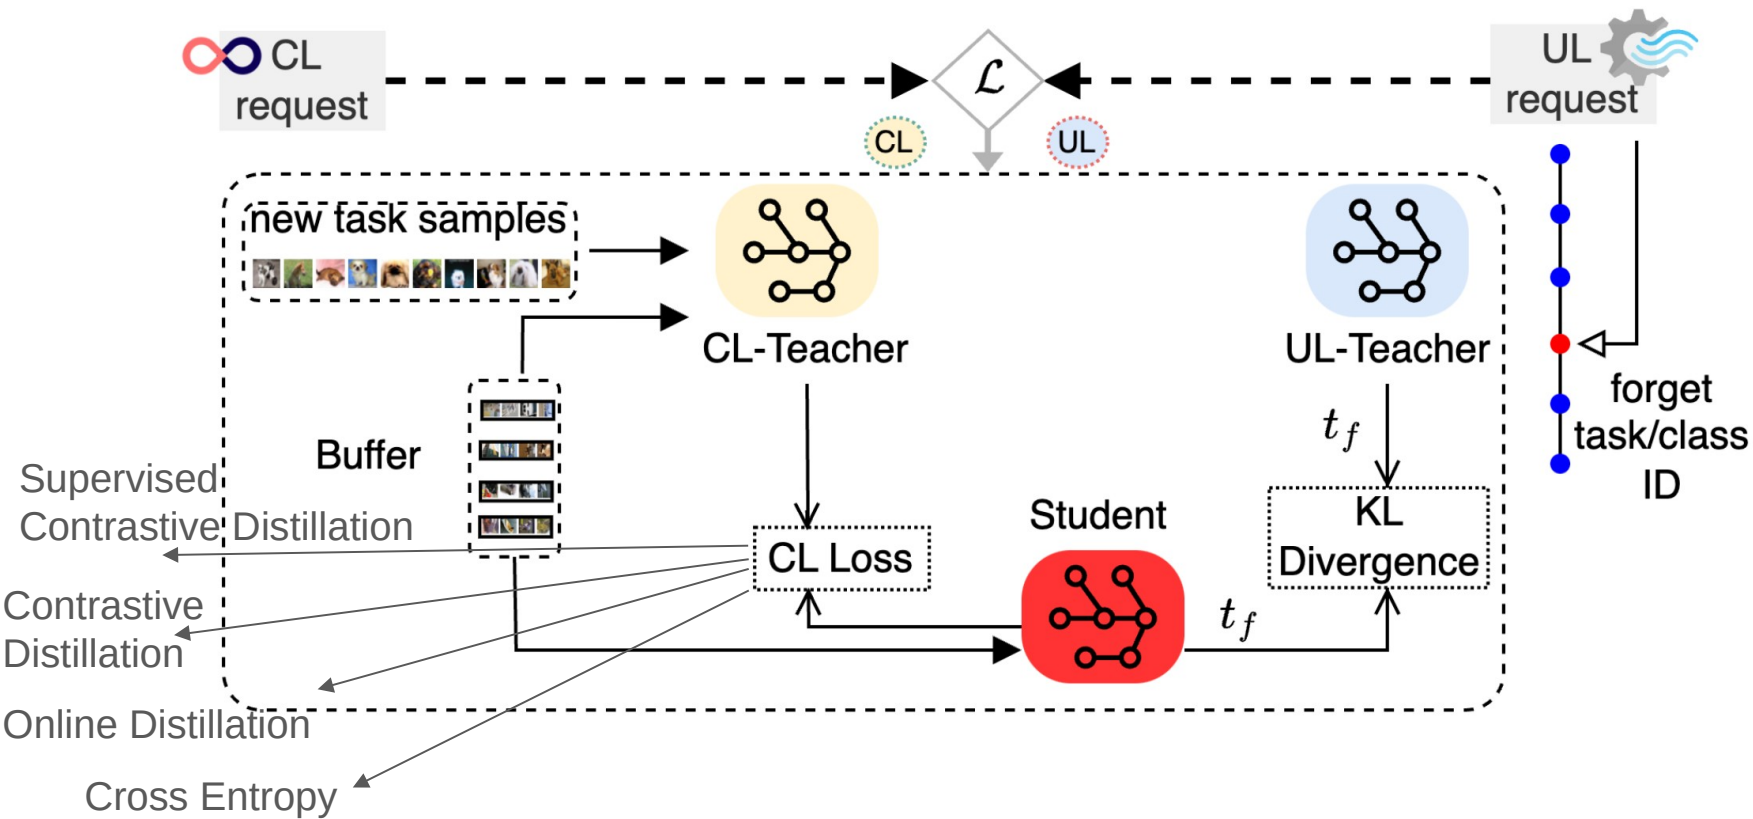 CL
request
ℒ
UL
request
CL
UL
new task samples
CL-Teacher
UL-Teacher
forget
task/class
ID
t_f
Buffer
Supervised
Contrastive Distillation
Student
KL
Divergence
CL Loss
Contrastive
Distillation
t_f
Online Distillation
Cross Entropy